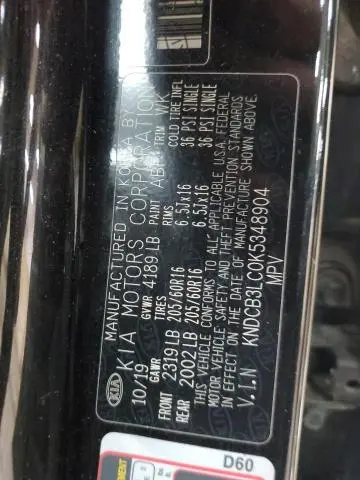 MANUFACTURED IN KOREA BY
KIA KIA MOTORS CORPORATION
10/19 GVWR 4189 LB PAINT TRIM WK
GAWR TIRES RIMS COLD TIRE INFL
FRONT 2319 LB 205/60R16 6.5Jx16 36 PSI SINGLE
REAR 2002 LB 205/60R16 6.5Jx16 36 PSI SINGLE
THIS VEHICLE CONFORMS TO ALL APPLICABLE U.S.A. FEDERAL
MOTOR VEHICLE SAFETY AND THEFT PREVENTION STANDARDS
IN EFFECT ON THE DATE OF MANUFACTURE SHOWN ABOVE.
V.I.N KNDCB3LC0K5348904
MPV
D60